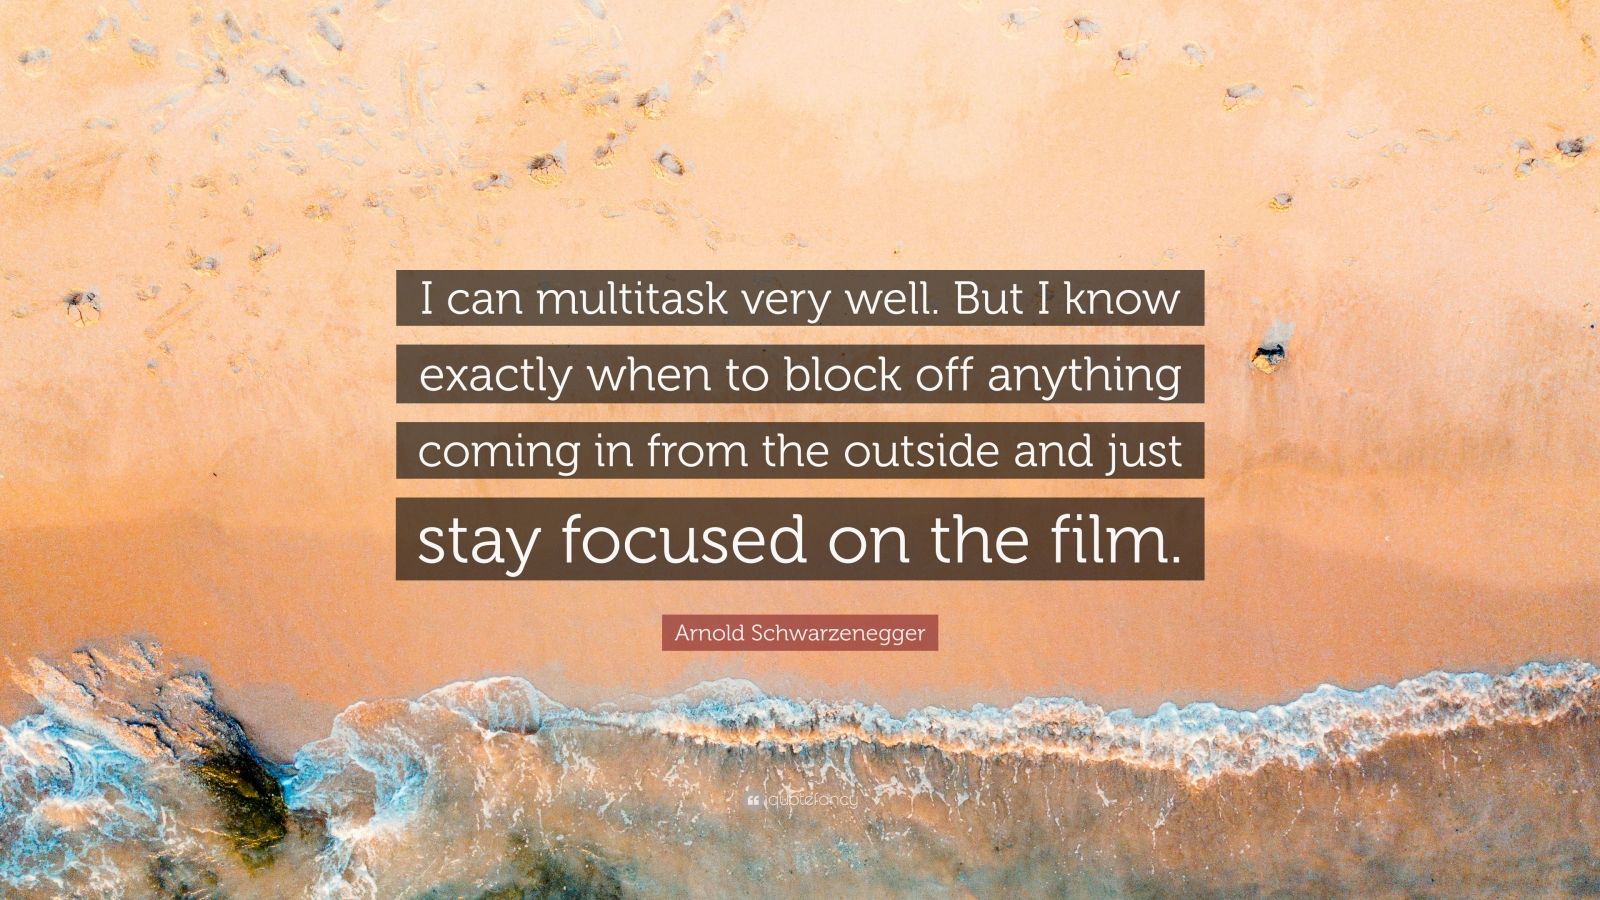 I can multitask very well. But I know
exactly when to block off anything
coming in from the outside and just
stay focused on the film.
Arnold Schwarzenegger
❝ quotefancy